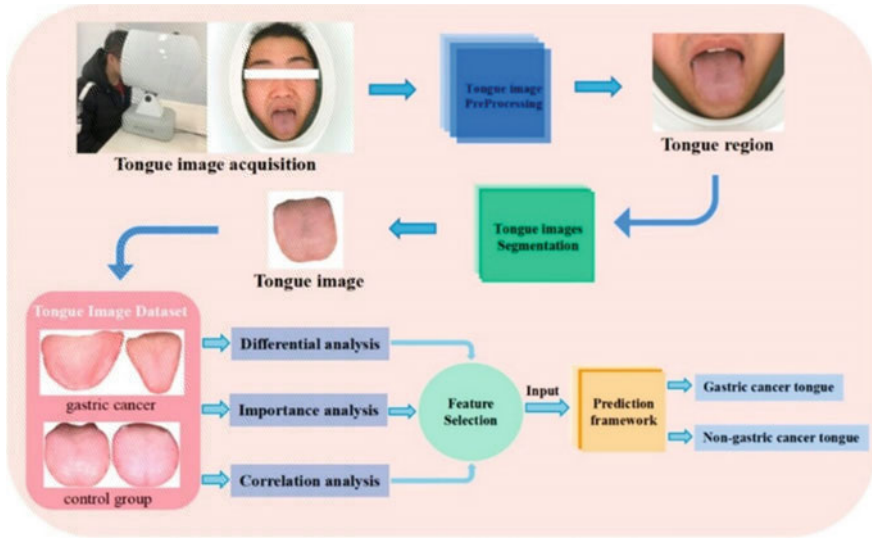 Tongue image acquisition
Tongue image
PreProcessing
Tongue region
Tongue images
Segmentation
Tongue image
Tongue Image Dataset
gastric cancer
control group
Differential analysis
Importance analysis
Correlation analysis
Feature
Selection
Input
Prediction
framework
Gastric cancer tongue
Non-gastric cancer tongue